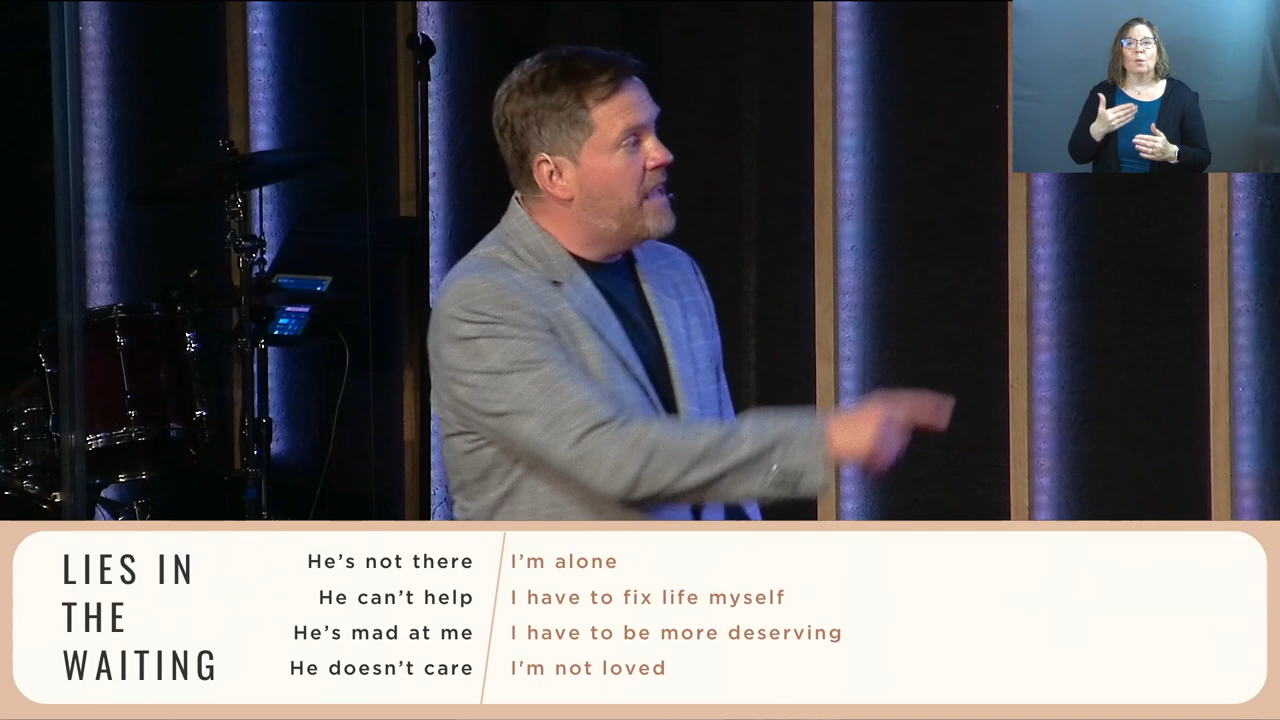 LIES IN
THE
WAITING
He’s not there I’m alone
He can’t help I have to fix life myself
He’s mad at me I have to be more deserving
He doesn’t care I'm not loved